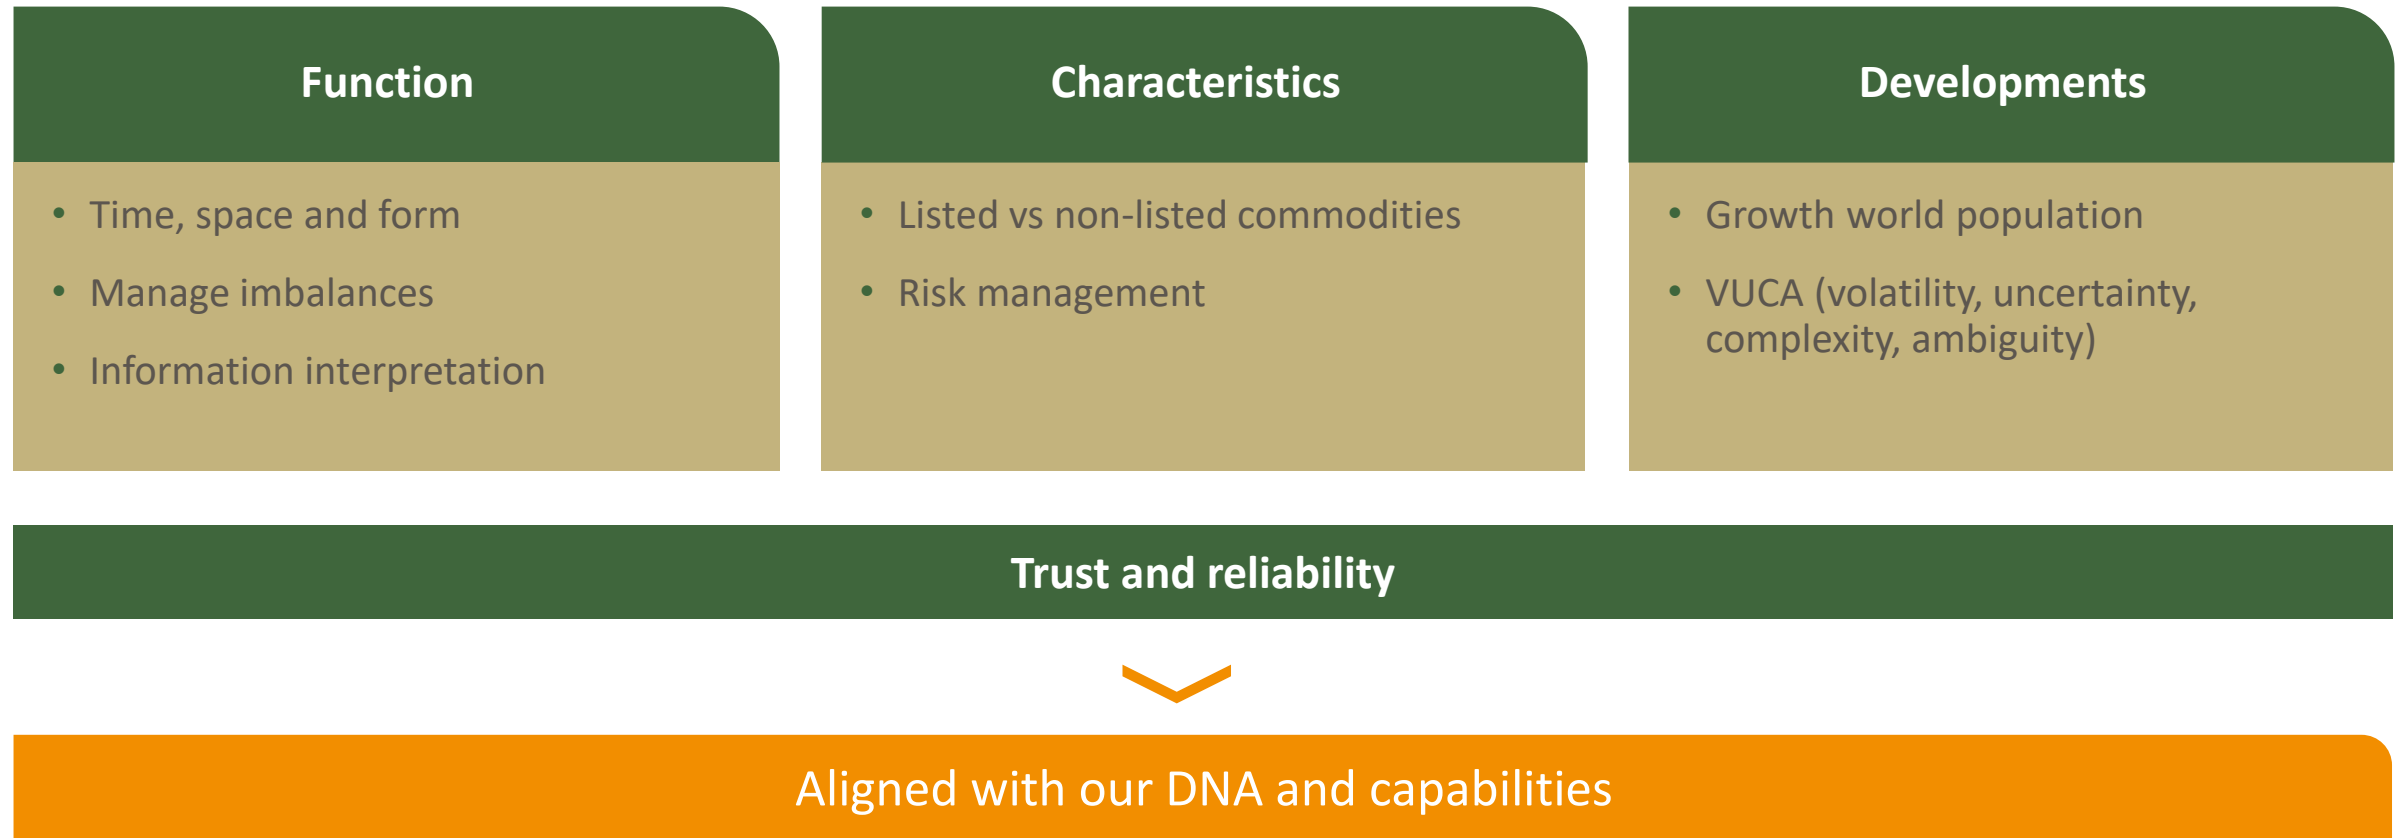 Function
• Time, space and form
• Manage imbalances
• Information interpretation
Characteristics
• Listed vs non-listed commodities
• Risk management
Developments
• Growth world population
• VUCA (volatility, uncertainty,
complexity, ambiguity)
Trust and reliability
Aligned with our DNA and capabilities